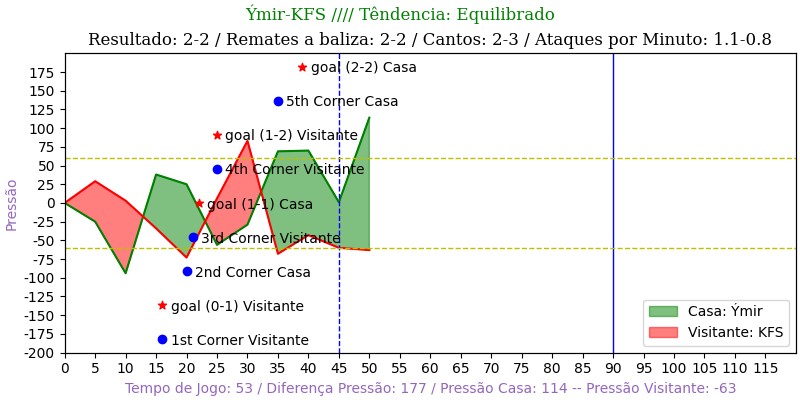 Ýmir-KFS //// Têndencia: Equilibrado
Resultado: 2-2 / Remates a baliza: 2-2 / Cantos: 2-3 / Ataques por Minuto: 1.1-0.8
Pressão
175
150
125
100
75
50
25
0
-25
-50
-75
-100
-125
-150
-175
-200
goal (2-2) Casa
5th Corner Casa
goal (1-2) Visitante
4th Corner Visitante
goal (1-1) Casa
3rd Corner Visitante
2nd Corner Casa
goal (0-1) Visitante
1st Corner Visitante
Casa: Ýmir
Visitante: KFS
0 5 10 15 20 25 30 35 40 45 50 55 60 65 70 75 80 85 90 95 100 105 110 115
Tempo de Jogo: 53 / Diferença Pressão: 177 / Pressão Casa: 114 -- Pressão Visitante: -63